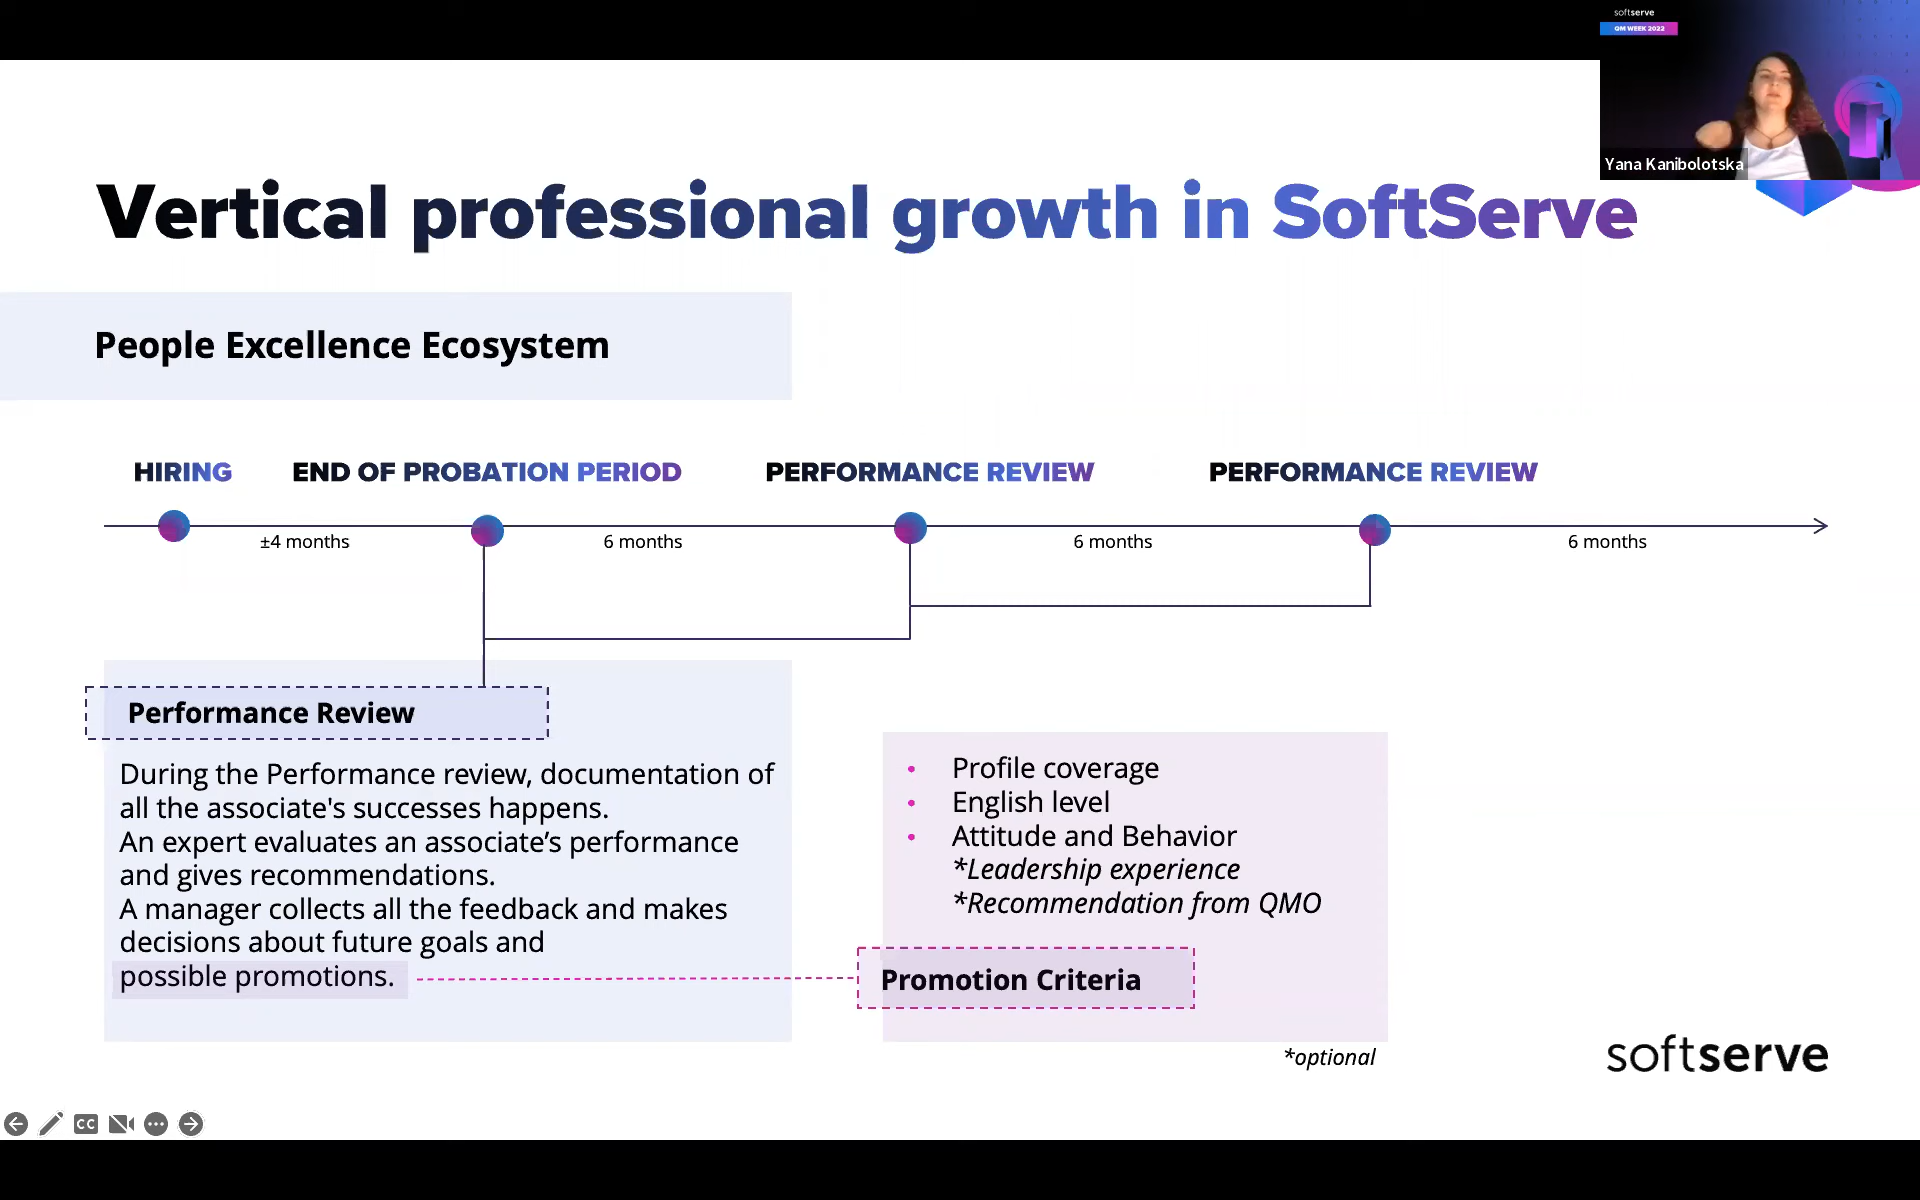 softserve
QM WEEK 2022
Yana Kanibolotska
Vertical professional growth in SoftServe
People Excellence Ecosystem
HIRING
END OF PROBATION PERIOD
PERFORMANCE REVIEW
PERFORMANCE REVIEW
±4 months
6 months
6 months
6 months
Performance Review
During the Performance review, documentation of
all the associate's successes happens.
An expert evaluates an associate’s performance
and gives recommendations.
A manager collects all the feedback and makes
decisions about future goals and
possible promotions.
• Profile coverage
• English level
• Attitude and Behavior
*Leadership experience
*Recommendation from QMO
Promotion Criteria
*optional
softserve
CC